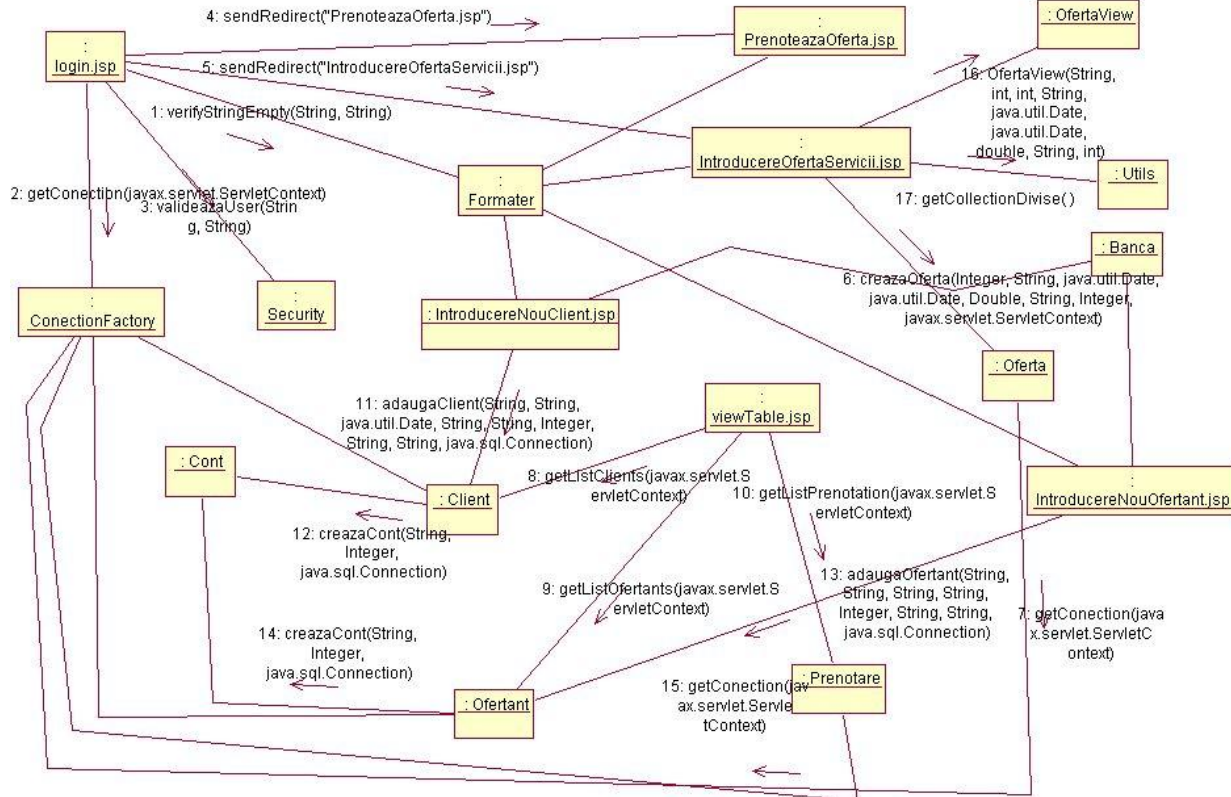 4: sendRedirect("PrenoteazaOferta.jsp")
: OfertaView
:
login.jsp
:
PrenoteazaOferta.jsp
5: sendRedirect("IntroducereOfertaServicii.jsp")
16: OfertaView(String,
int, int, String,
java.util.Date,
java.util.Date,
double, String, int)
1: verifyStringEmpty(String, String)
:
IntroducereOfertaServicii.jsp
: Utils
:
Formater
17: getCollectionDivise( )
2: getConection(javax.servlet.ServletContext)
3: valideazaUser(Strin
g, String)
: Banca
6: creazaOferta(Integer, String, java.util.Date,
java.util.Date, Double, String, Integer,
javax.servlet.ServletContext)
:
ConectionFactory
:
Security
: IntroducereNouClient.jsp
: Oferta
11: adaugaClient(String, String,
java.util.Date, String, String, Integer,
String, String, java.sql.Connection)
:
viewTable.jsp
: Cont
8: getListClients(javax.servlet.S
ervletContext)
10: getListPrenotation(javax.servlet.S
ervletContext)
:
IntroducereNouOfertant.jsp
: Client
12: creazaCont(String,
Integer,
java.sql.Connection)
9: getListOfertants(javax.servlet.S
ervletContext)
13: adaugaOfertant(String,
String, String, String,
Integer, String, String,
java.sql.Connection)
7: getConection(java
x.servlet.ServletC
ontext)
14: creazaCont(String,
Integer,
java.sql.Connection)
: Ofertant
15: getConection(jav
ax.servlet.Servle
tContext)
: Prenotare